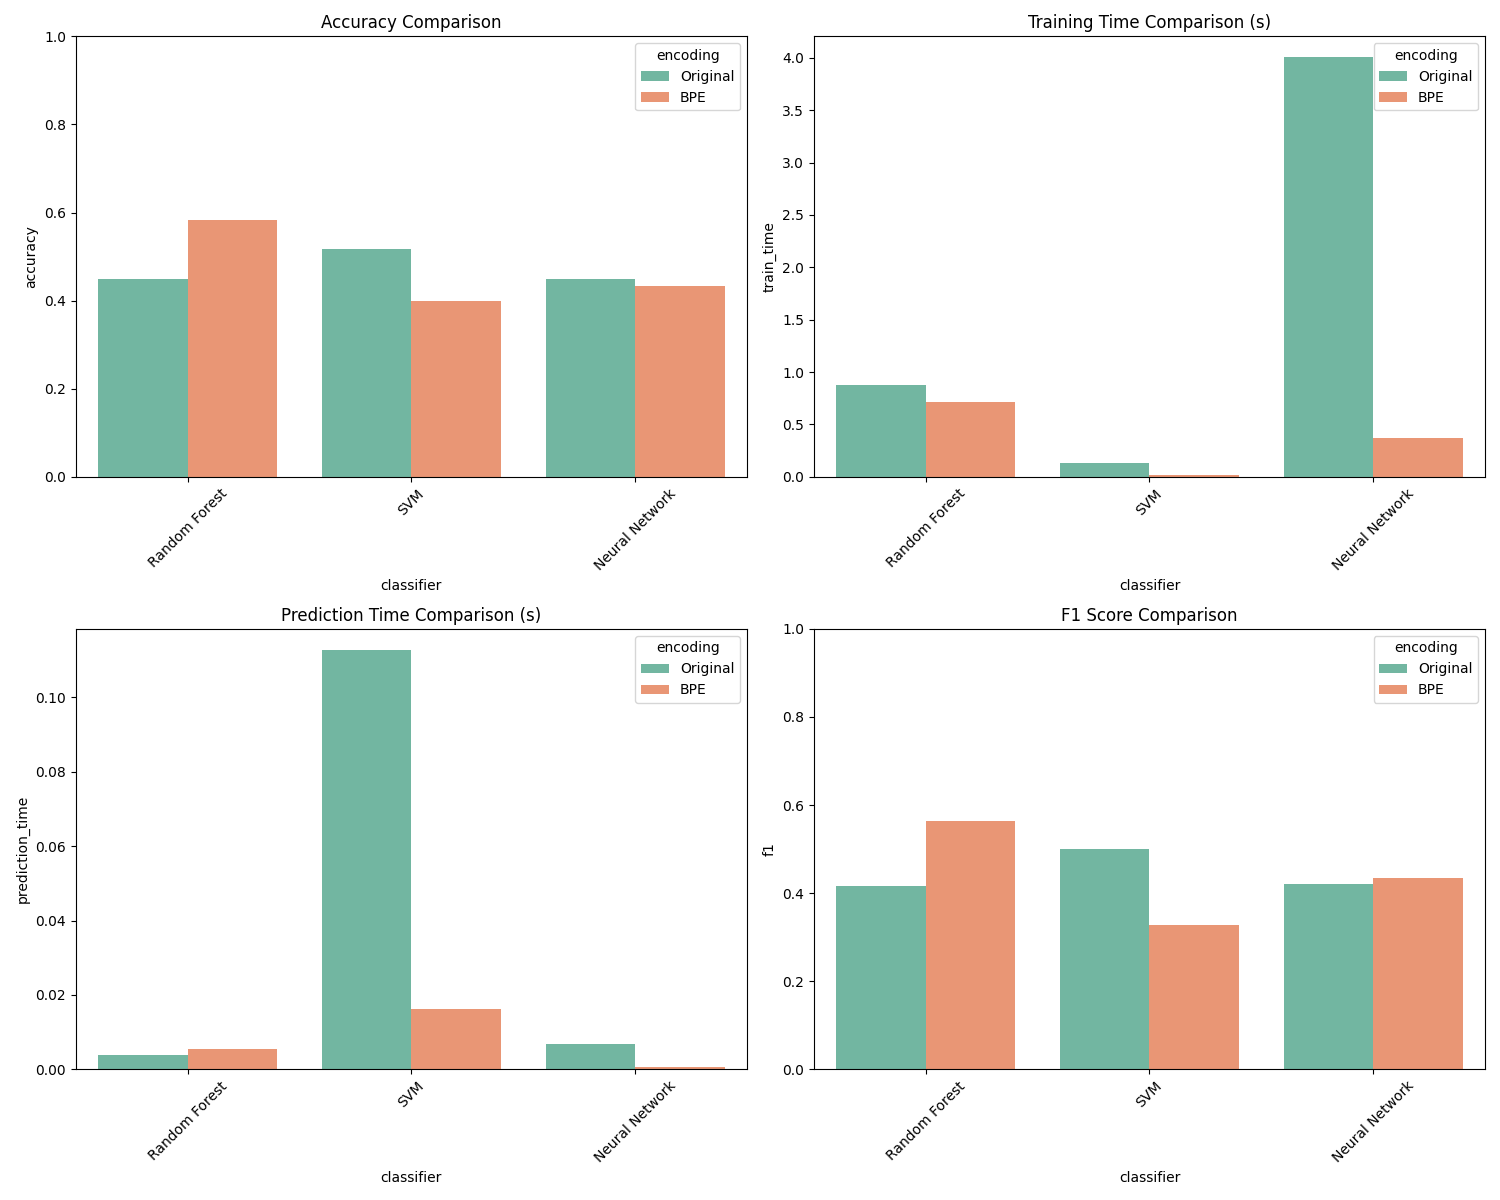 Accuracy Comparison
1.0
0.8
0.6
0.4
0.2
0.0
accuracy
encoding
Original
BPE
Random Forest
SVM
Neural Network
classifier
Training Time Comparison (s)
4.0
3.5
3.0
2.5
2.0
1.5
1.0
0.5
0.0
train_time
encoding
Original
BPE
Random Forest
SVM
Neural Network
classifier
Prediction Time Comparison (s)
0.10
0.08
0.06
0.04
0.02
0.00
prediction_time
encoding
Original
BPE
Random Forest
SVM
Neural Network
classifier
F1 Score Comparison
1.0
0.8
0.6
0.4
0.2
0.0
f1
encoding
Original
BPE
Random Forest
SVM
Neural Network
classifier